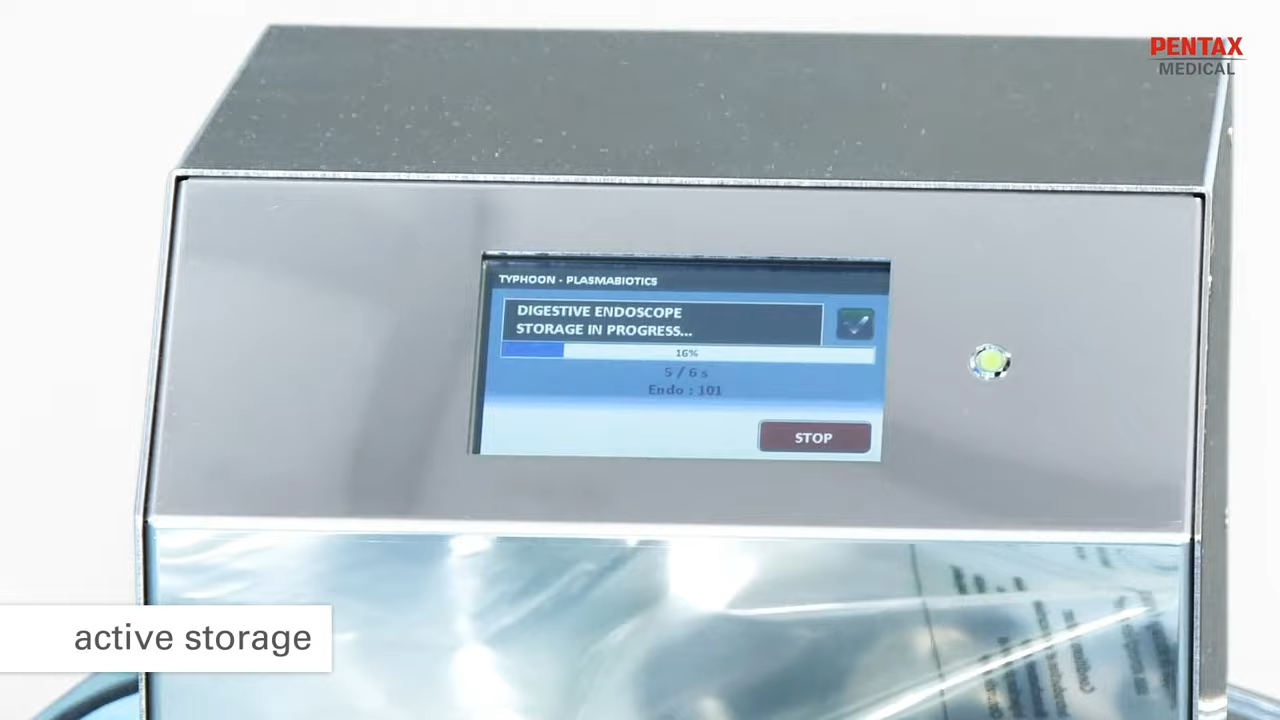 PENTAX
MEDICAL
TYPHOON - PLASMABIOTICS
DIGESTIVE ENDOSCOPE
STORAGE IN PROGRESS...
16%
5 / 6 s
Endo : 101
STOP
active storage